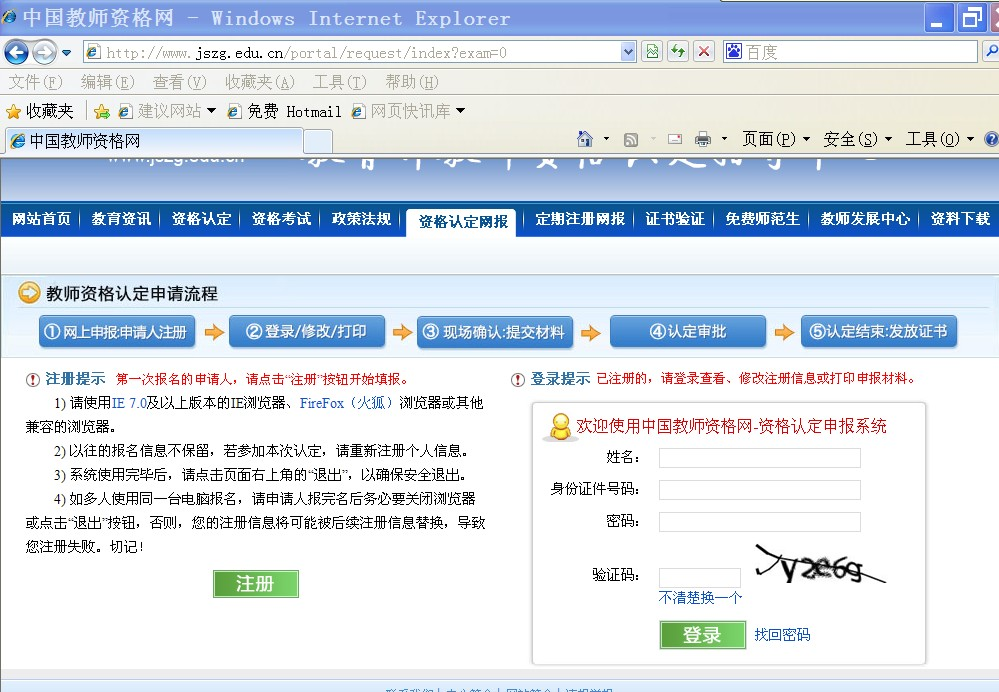 中国教师资格网 - Windows Internet Explorer
http://www.jszg.edu.cn/portal/request/index?exam=0
百度
文件(F) 编辑(E) 查看(V) 收藏夹(A) 工具(T) 帮助(H)
收藏夹 建议网站 免费 Hotmail 网页快讯库
中国教师资格网
页面(P) 安全(S) 工具(O)
www.jszg.edu.cn
网站首页 教育资讯 资格认定 资格考试 政策法规 资格认定网报 定期注册网报 证书验证 免费师范生 教师发展中心 资料下载
教师资格认定申请流程
①网上申报:申请人注册 ②登录/修改/打印 ③现场确认:提交材料 ④认定审批 ⑤认定结束:发放证书
注册提示 第一次报名的申请人，请点击“注册”按钮开始填报。
1) 请使用IE 7.0及以上版本的IE浏览器、FireFox（火狐）浏览器或其他
兼容的浏览器。
2) 以往的报名信息不保留，若参加本次认定，请重新注册个人信息。
3) 系统使用完毕后，请点击页面右上角的“退出”，以确保安全退出。
4) 如多人使用同一台电脑报名，请申请人报完名后务必要关闭浏览器
或点击“退出”按钮，否则，您的注册信息将可能被后续注册信息替换，导致
您注册失败。切记!
注册
登录提示 已注册的，请登录查看、修改注册信息或打印申报材料。
欢迎使用中国教师资格网-资格认定申报系统
姓名：
身份证件号码：
密码：
验证码：
不清楚换一个
登录 找回密码